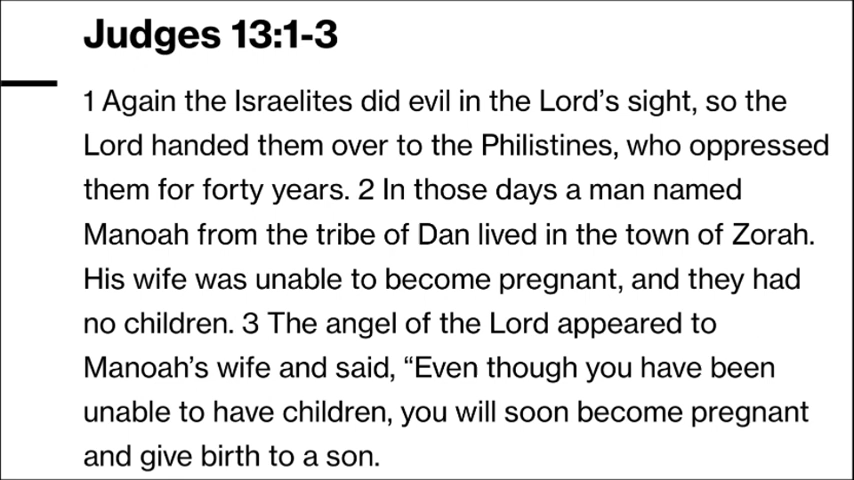 Judges 13:1-3
1 Again the Israelites did evil in the Lord’s sight, so the
Lord handed them over to the Philistines, who oppressed
them for forty years. 2 In those days a man named
Manoah from the tribe of Dan lived in the town of Zorah.
His wife was unable to become pregnant, and they had
no children. 3 The angel of the Lord appeared to
Manoah’s wife and said, “Even though you have been
unable to have children, you will soon become pregnant
and give birth to a son.